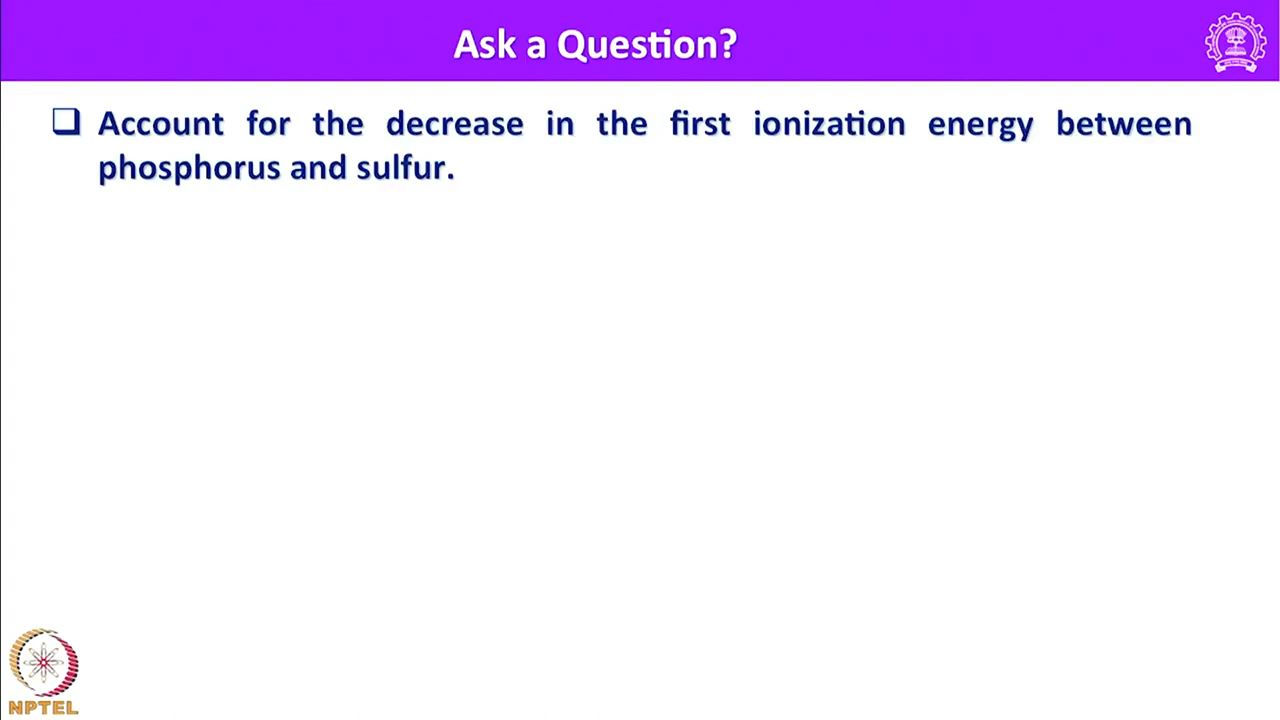 Ask a Question?
❑ Account for the decrease in the first ionization energy between
phosphorus and sulfur.
NPTEL